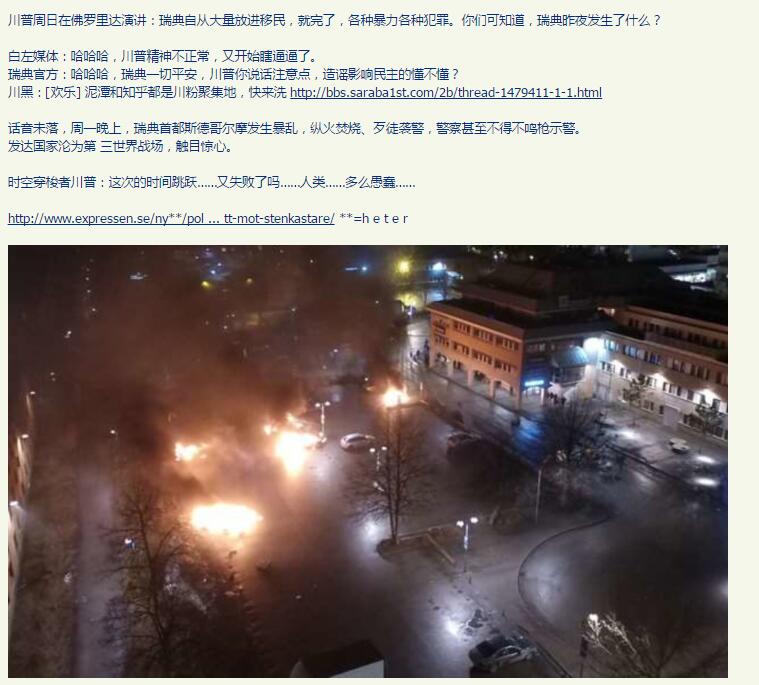 川普周日在佛罗里达演讲：瑞典自从大量放进移民，就完了，各种暴力各种犯罪。你们可知道，瑞典昨夜发生了什么？
白左媒体：哈哈哈，川普精神不正常，又开始瞎逼逼了。
瑞典官方：哈哈哈，瑞典一切平安，川普你说话注意点，造谣影响民主的懂不懂？
川黑：[欢乐] 泥潭和知乎都是川粉聚集地，快来洗 http://bbs.saraba1st.com/2b/thread-1479411-1-1.html
话音未落，周一晚上，瑞典首都斯德哥尔摩发生暴乱，纵火焚烧、歹徒袭警，警察甚至不得不鸣枪示警。
发达国家沦为第 三世界战场，触目惊心。
时空穿梭者川普：这次的时间跳跃......又失败了吗......人类......多么愚蠢......
http://www.expressen.se/ny**/pol ... tt-mot-stenkastare/ **=h e t e r